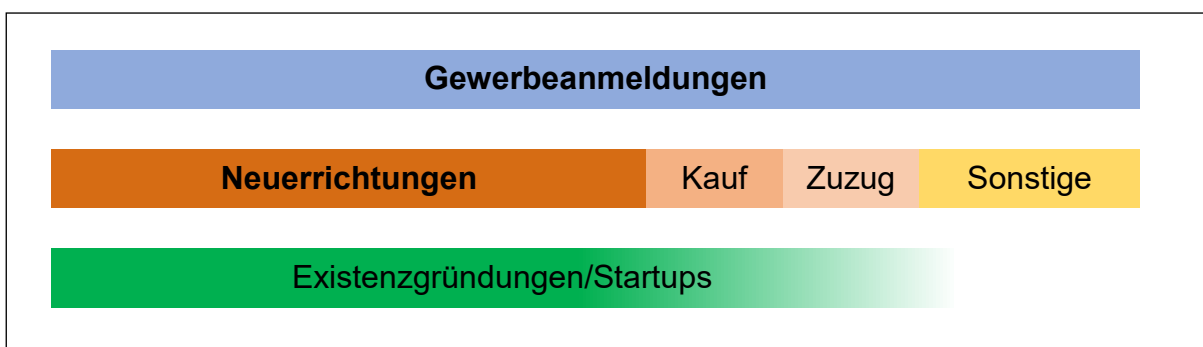 Gewerbeanmeldungen
Neuerrichtungen Kauf Zuzug Sonstige
Existenzgründungen/Startups